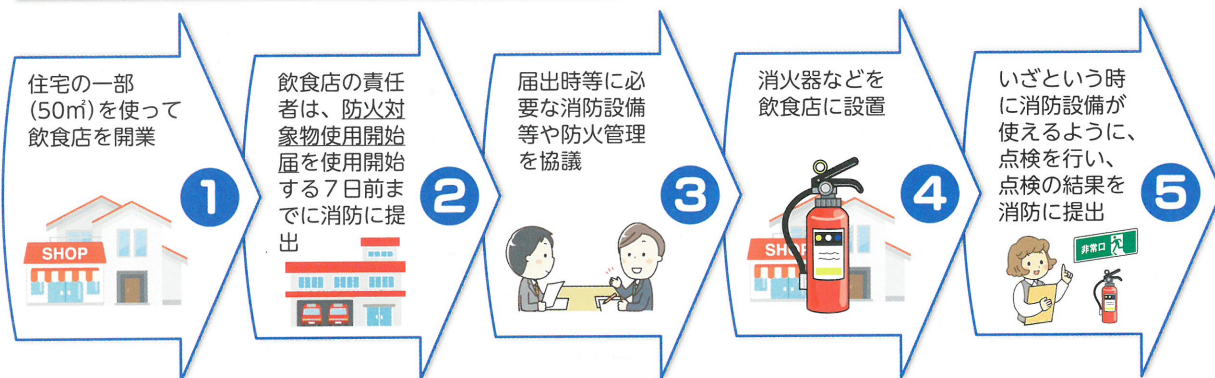 住宅の一部
(50㎡)を使って
飲食店を開業
1
SHOP
飲食店の責任
者は、防火対
象物使用開始
届を使用開始
する7日前ま
でに消防に提
出
2
届出時等に必
要な消防設備
等や防火管理
を協議
3
消火器などを
飲食店に設置
4
SHOP
いざという時
に消防設備が
使えるように、
点検を行い、
点検の結果を
消防に提出
5
非常口